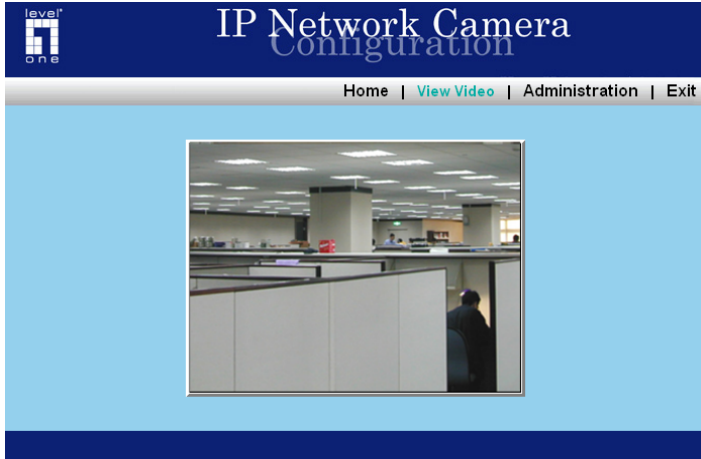 level
one
IP Network Camera
Configuration
Home | View Video | Administration | Exit